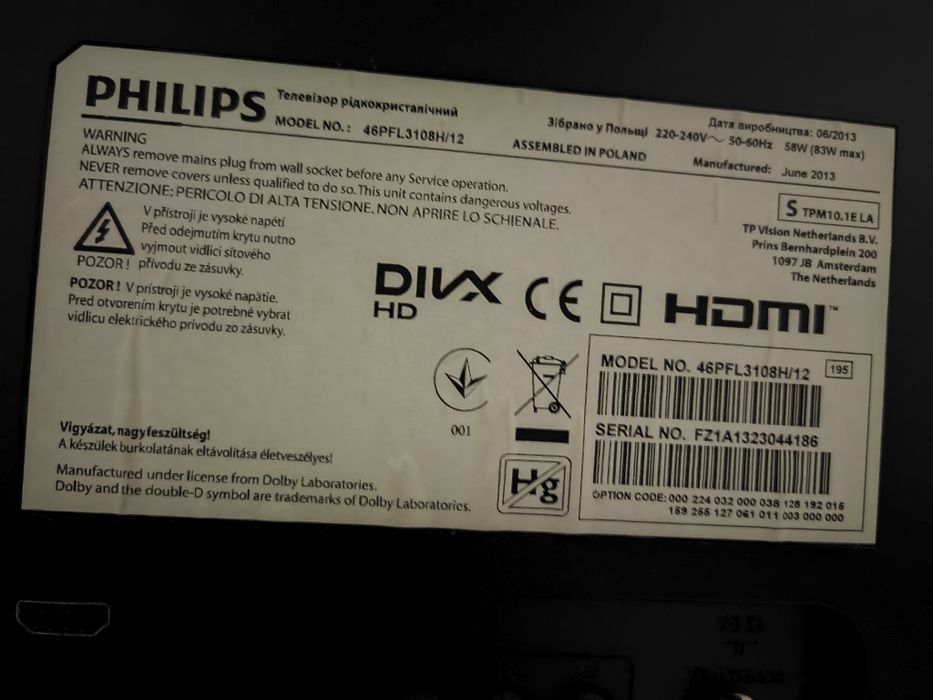 PHILIPS
Телевізор рідкокристалічний
MODEL NO.: 46PFL3108H/12
Зібрано у Польщі 220-240V~ 50-60Hz 58W (83W max)
Дата виробництва: 06/2013
ASSEMBLED IN POLAND
Manufactured: June 2013
WARNING
ALWAYS remove mains plug from wall socket before any Service operation.
NEVER remove covers unless qualified to do so. This unit contains dangerous voltages.
ATTENZIONE: PERICOLO DI ALTA TENSIONE. NON APRIRE LO SCHIENALE.
S TPM10.1E LA
TP Vision Netherlands B.V.
Prins Bernhardplein 200
1097 JB Amsterdam
The Netherlands
V přístroji je vysoké napětí
Před odejmutím krytu nutno
vyjmout vidlici síťového
POZOR! přívodu ze zásuvky.
POZOR! V prístroji je vysoké napätie.
Pred otvorením krytu je potrebné vybrat
vidlicu elektrického prívodu zo zásuvky.
DIVX
HD
CE
HDMI™
001
Hg
MODEL NO. 46PFL3108H/12 195
SERIAL NO. FZ1A1323044186
OPTION CODE: 000 224 032 000 038 128 192 015
159 255 127 061 011 003 000 000
Vigyázat, nagyfeszültség!
A készülek burkolatának eltávolítása életveszélyes!
Manufactured under license from Dolby Laboratories.
Dolby and the double-D symbol are trademarks of Dolby Laboratories.